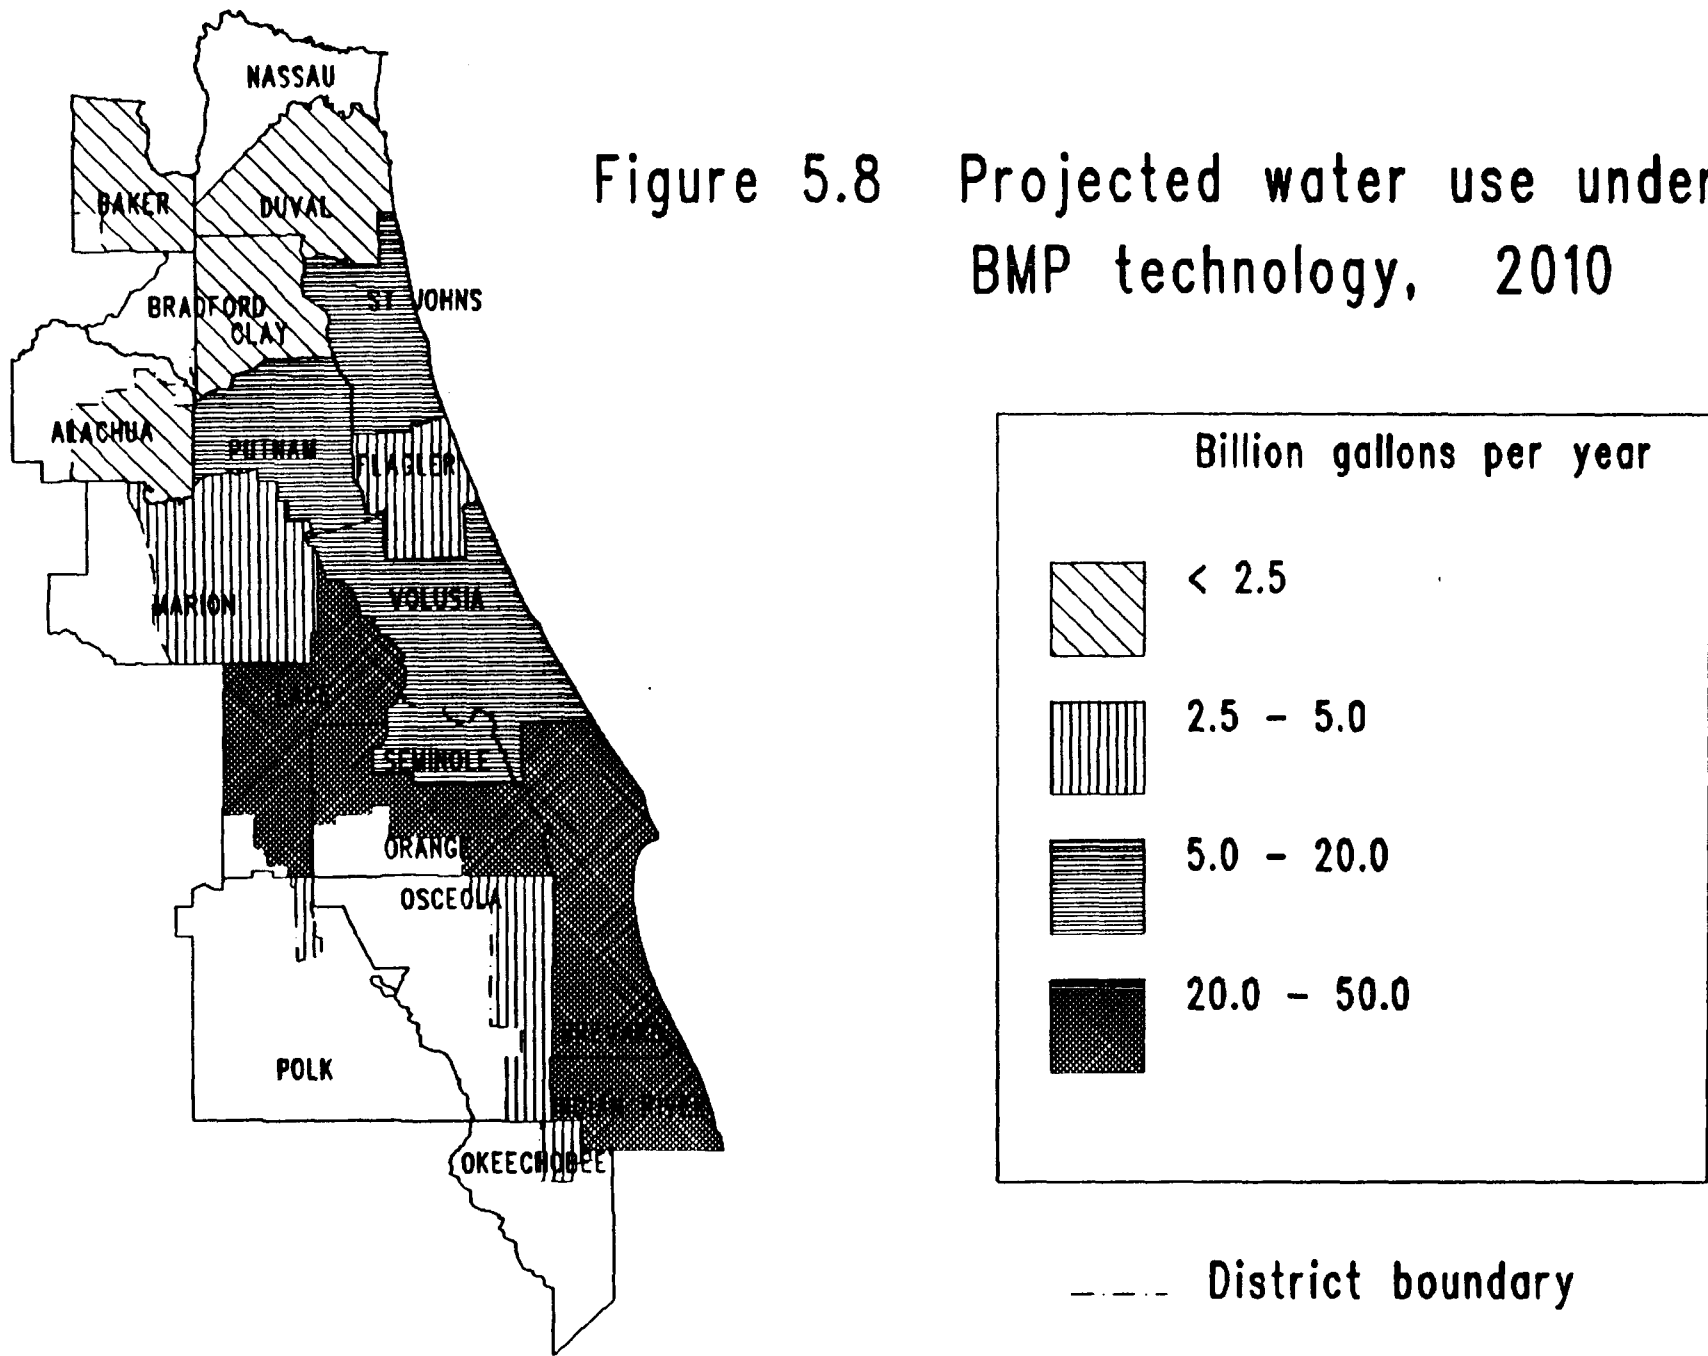 Figure 5.8 Projected water use under
BMP technology, 2010
NASSAU
BAKER
DUVAL
ST JOHNS
BRADFORD
CLAY
ALACHUA
PUTNAM
FLAGLER
MARION
VOLUSIA
SEMINOLE
ORANGE
OSCEOLA
POLK
INDIAN RIVER
OKEECHOBEE
Billion gallons per year
< 2.5
2.5 - 5.0
5.0 - 20.0
20.0 - 50.0
District boundary